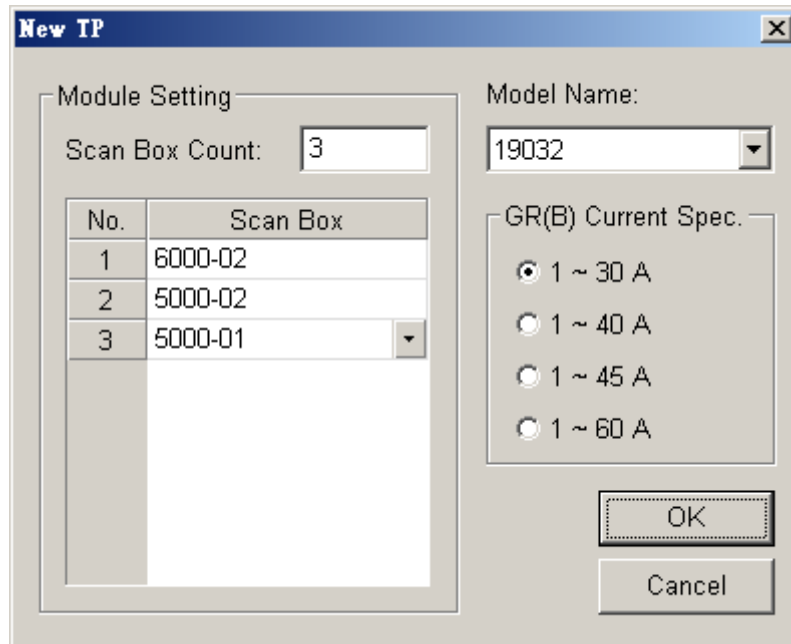 New TP
Module Setting
Scan Box Count: 3
No. Scan Box
1 6000-02
2 5000-02
3 5000-01
Model Name:
19032
GR(B) Current Spec.
1 ~ 30 A
1 ~ 40 A
1 ~ 45 A
1 ~ 60 A
OK
Cancel